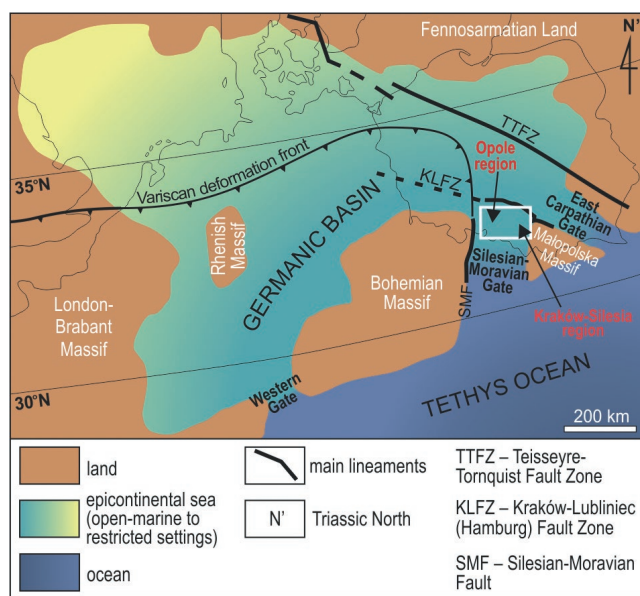 Fennosarmatian Land
N'
TTFZ
Opole
region
35°N
Variscan deformation front
KLFZ
East
Carpathian
Gate
GERMANIC BASIN
Rhenish
Massif
Malopolska
Massif
Silesian-
Moravian
Gate
Bohemian
Massif
SMF
Kraków-Silesia
region
London-
Brabant
Massif
30°N
Western
Gate
TETHYS OCEAN
200 km
land
epicontinental sea
(open-marine to
restricted settings)
ocean
main lineaments
N'
Triassic North
TTFZ – Teisseyre-
Tornquist Fault Zone
KLFZ – Kraków-Lubliniec
(Hamburg) Fault Zone
SMF – Silesian-Moravian
Fault